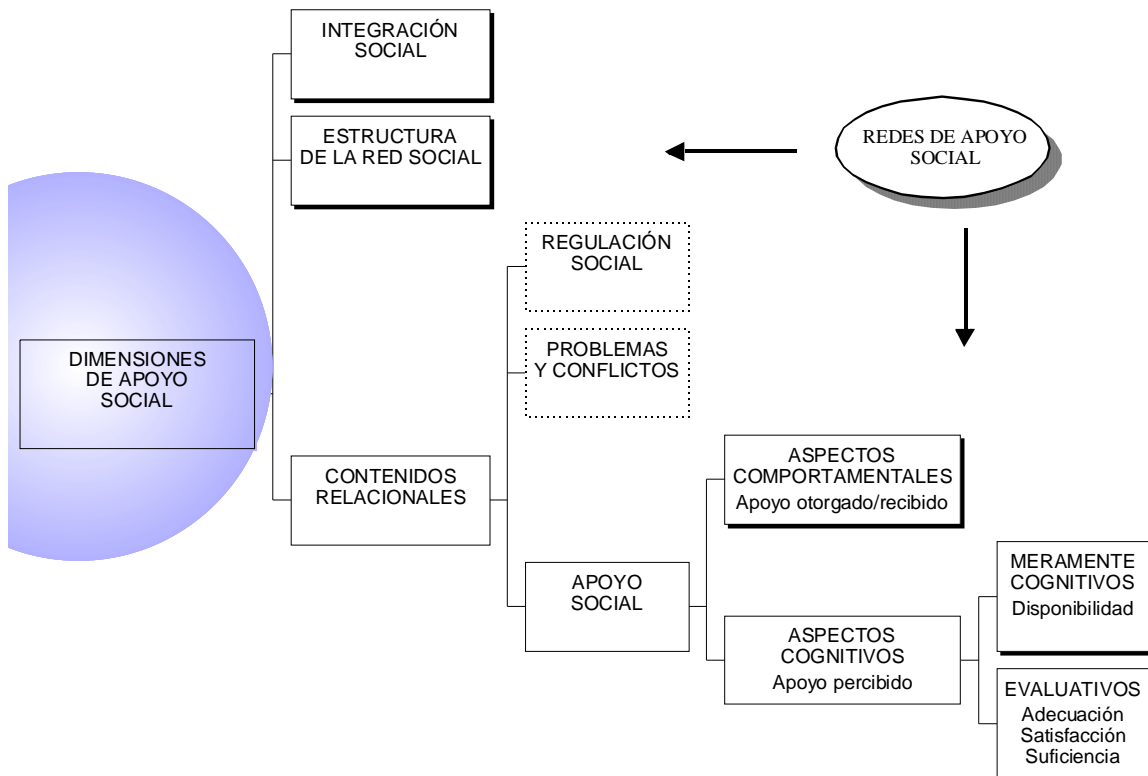 INTEGRACIÓN
SOCIAL
ESTRUCTURA
DE LA RED SOCIAL
REDES DE APOYO
SOCIAL
REGULACIÓN
SOCIAL
PROBLEMAS
Y CONFLICTOS
DIMENSIONES
DE APOYO
SOCIAL
CONTENIDOS
RELACIONALES
ASPECTOS
COMPORTAMENTALES
Apoyo otorgado/recibido
APOYO
SOCIAL
ASPECTOS
COGNITIVOS
Apoyo percibido
MERAMENTE
COGNITIVOS
Disponibilidad
EVALUATIVOS
Adecuación
Satisfacción
Suficiencia